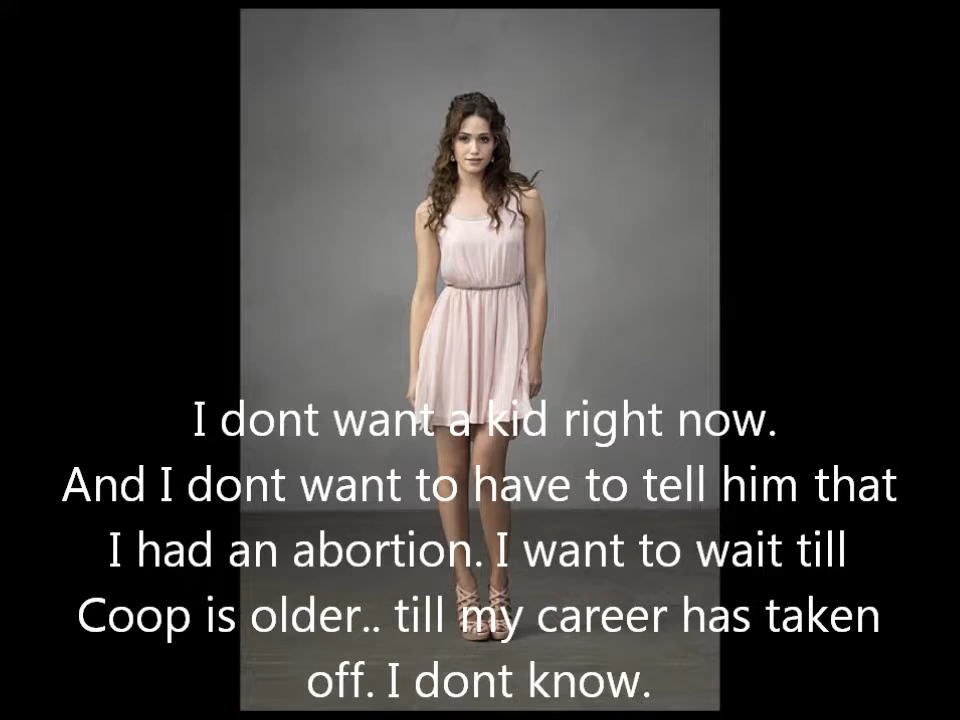 I dont want a kid right now.
And I dont want to have to tell him that
I had an abortion. I want to wait till
Coop is older.. till my career has taken
off. I dont know.